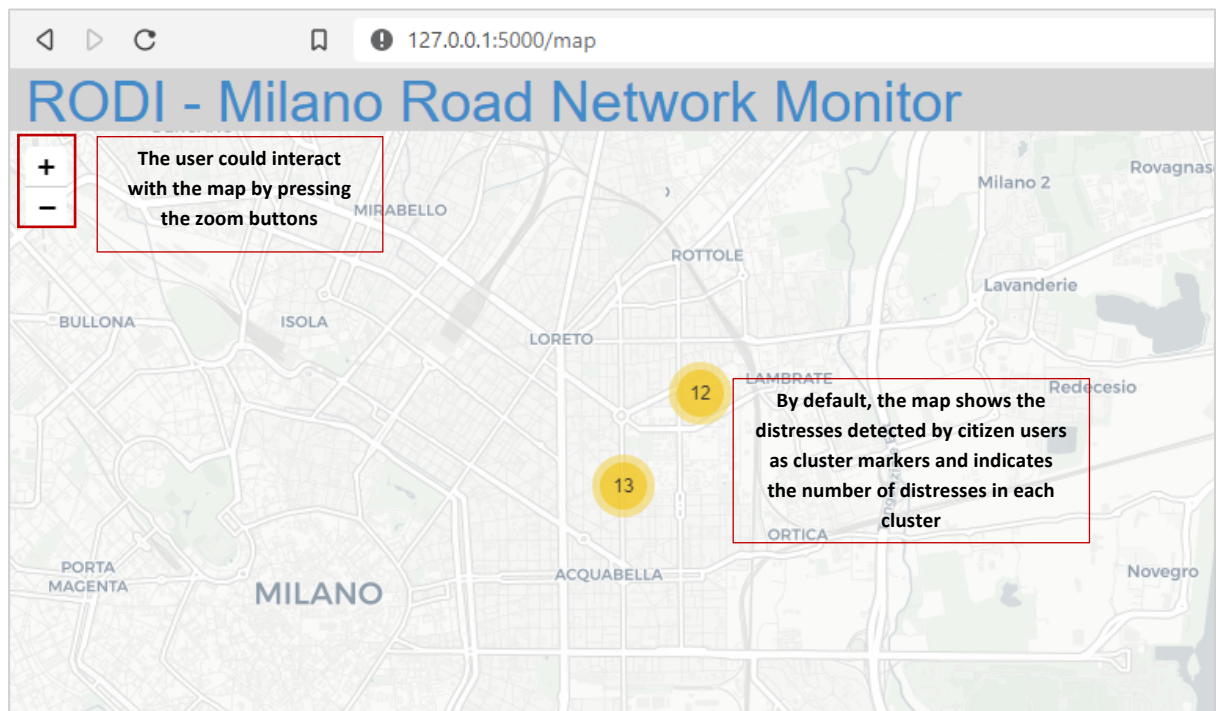 127.0.0.1:5000/map
RODI - Milano Road Network Monitor
+
−
The user could interact
with the map by pressing
the zoom buttons
MIRABELLO
Milano 2
Rovagnas
ROTTOLE
Lavanderie
BULLONA
ISOLA
LORETO
LAMBRATE
Redecesio
12
By default, the map shows the
distresses detected by citizen users
as cluster markers and indicates
the number of distresses in each
cluster
13
ORTICA
PORTA
MAGENTA
MILANO
ACQUABELLA
Novegro